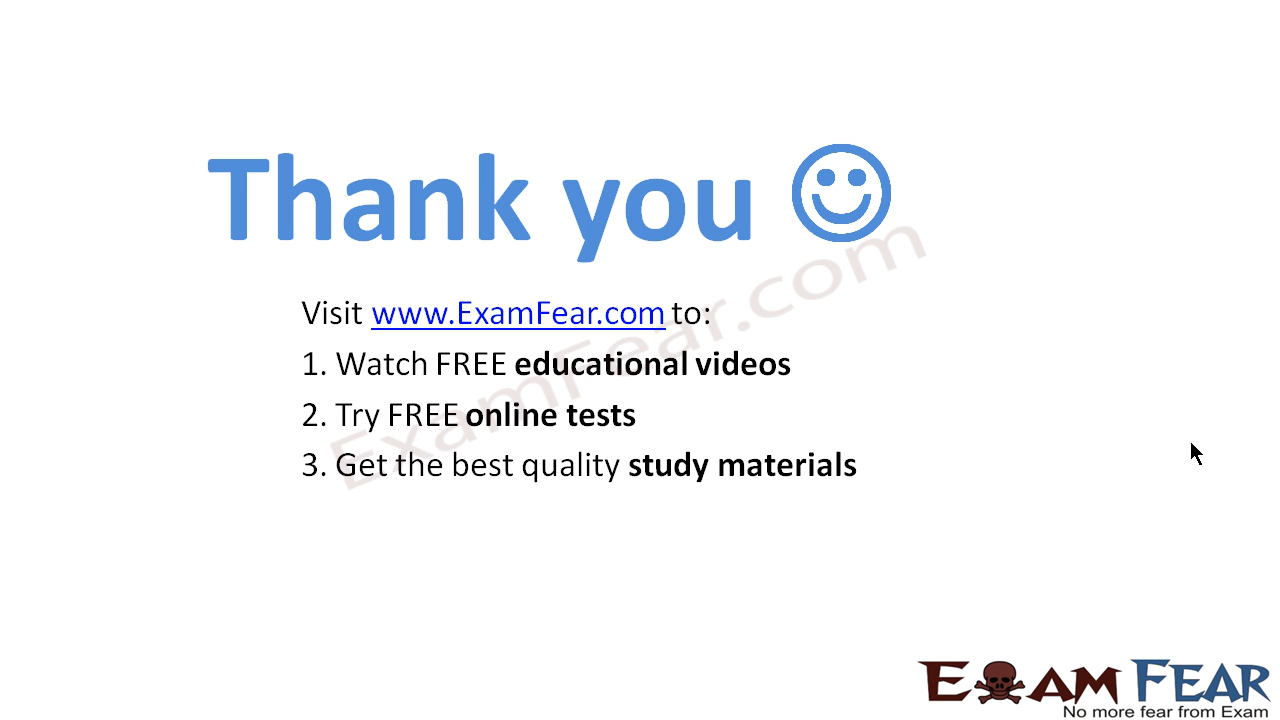 Thank you
Visit www.ExamFear.com to:
1. Watch FREE educational videos
2. Try FREE online tests
3. Get the best quality study materials
ExamFear.com
EXAM FEAR
No more fear from Exam